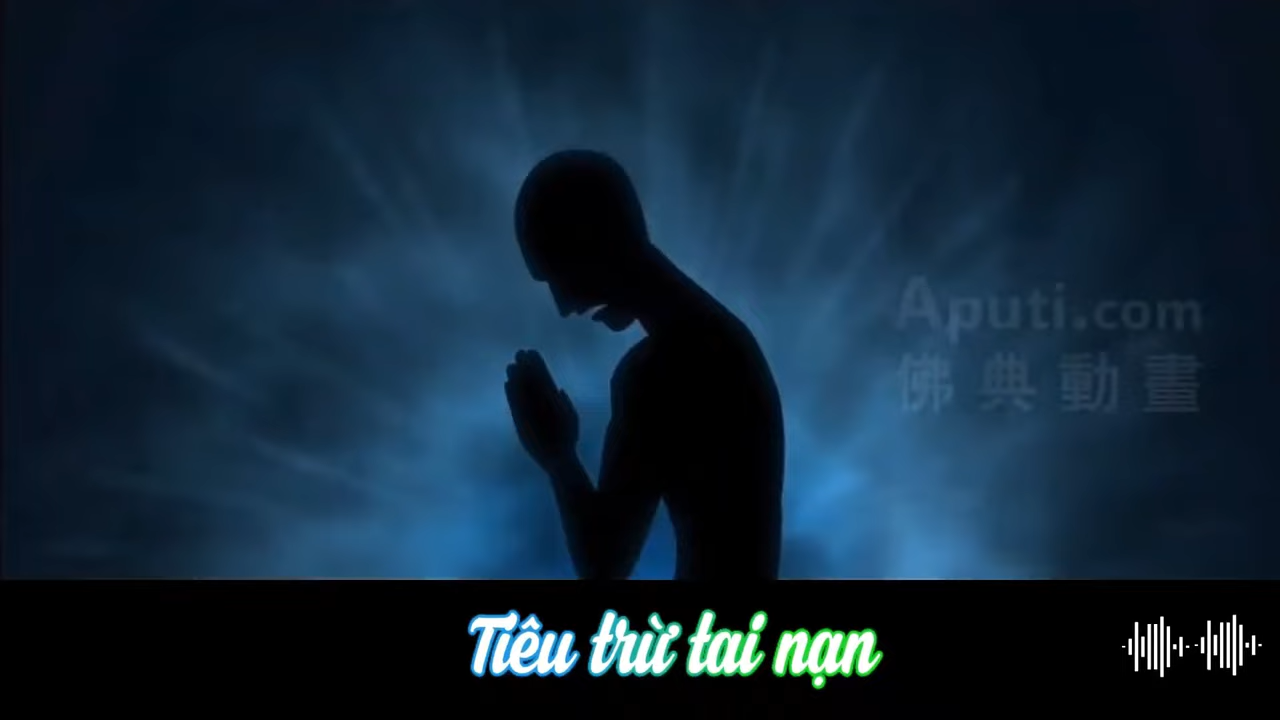 Aputi.com
佛典動畫
Tiêu trừ tai nạn